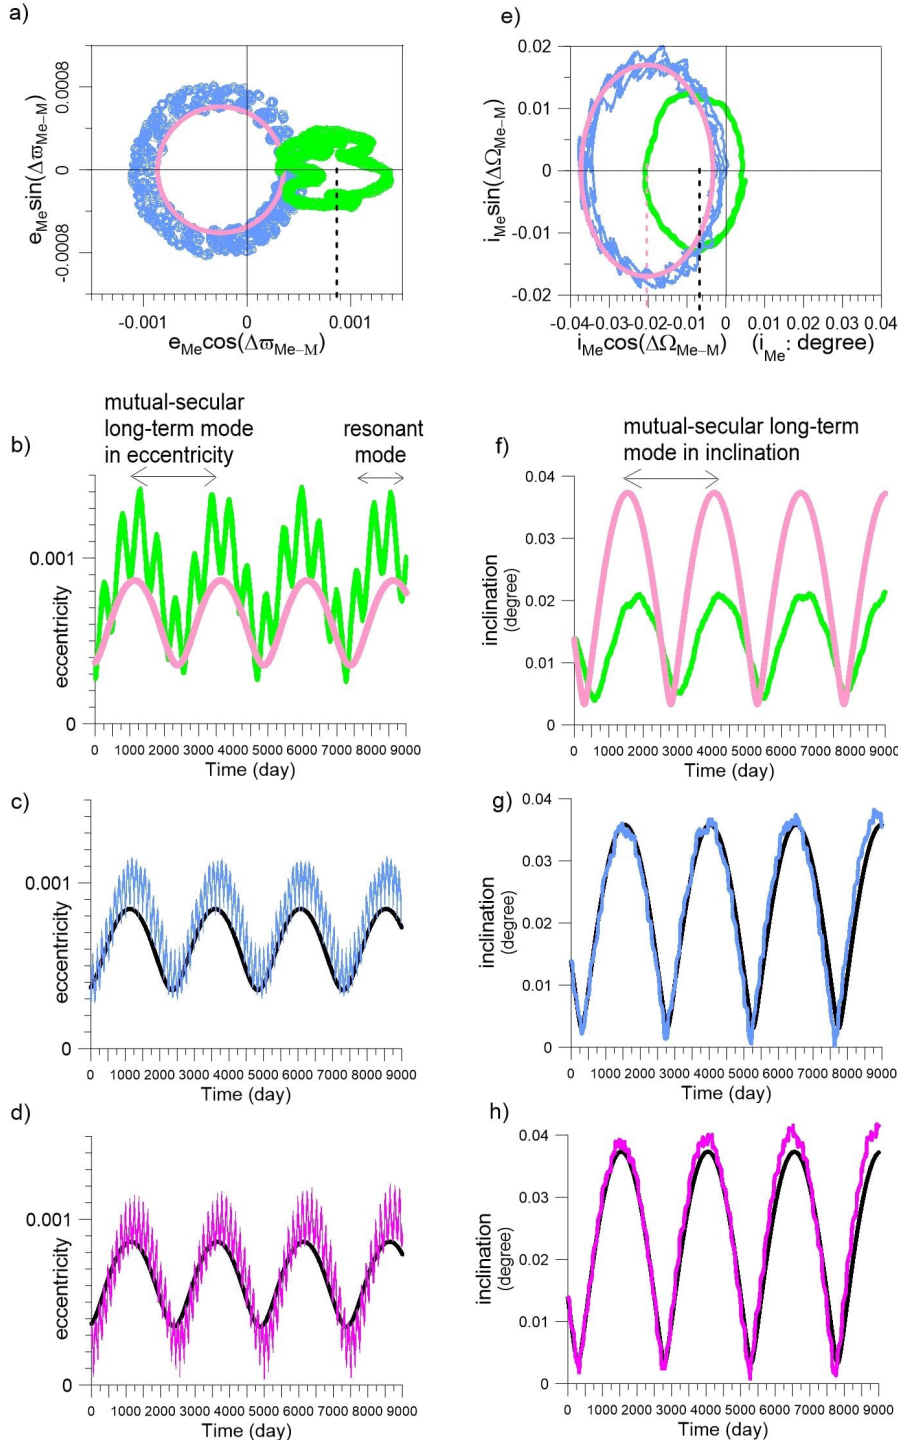 a)
e_Me sin(Δϖ_Me–M)
0.0008
0
-0.0008
-0.001 0 0.001
e_Me cos(Δϖ_Me–M)
e)
i_Me sin(ΔΩ_Me–M)
0.02
0.01
0
-0.01
-0.02
-0.04 -0.03 -0.02 -0.01 0 0.01 0.02 0.03 0.04
i_Me cos(ΔΩ_Me–M) (i_Me: degree)
b)
mutual-secular
long-term mode
in eccentricity
resonant
mode
eccentricity
0.001
0
0 1000 2000 3000 4000 5000 6000 7000 8000 9000
Time (day)
f)
mutual-secular long-term
mode in inclination
inclination
(degree)
0.04
0.03
0.02
0.01
0
0 1000 2000 3000 4000 5000 6000 7000 8000 9000
Time (day)
c)
eccentricity
0.001
0
0 1000 2000 3000 4000 5000 6000 7000 8000 9000
Time (day)
g)
inclination
(degree)
0.04
0.03
0.02
0.01
0
0 1000 2000 3000 4000 5000 6000 7000 8000 9000
Time (day)
d)
eccentricity
0.001
0
0 1000 2000 3000 4000 5000 6000 7000 8000 9000
Time (day)
h)
inclination
(degree)
0.04
0.03
0.02
0.01
0
0 1000 2000 3000 4000 5000 6000 7000 8000 9000
Time (day)